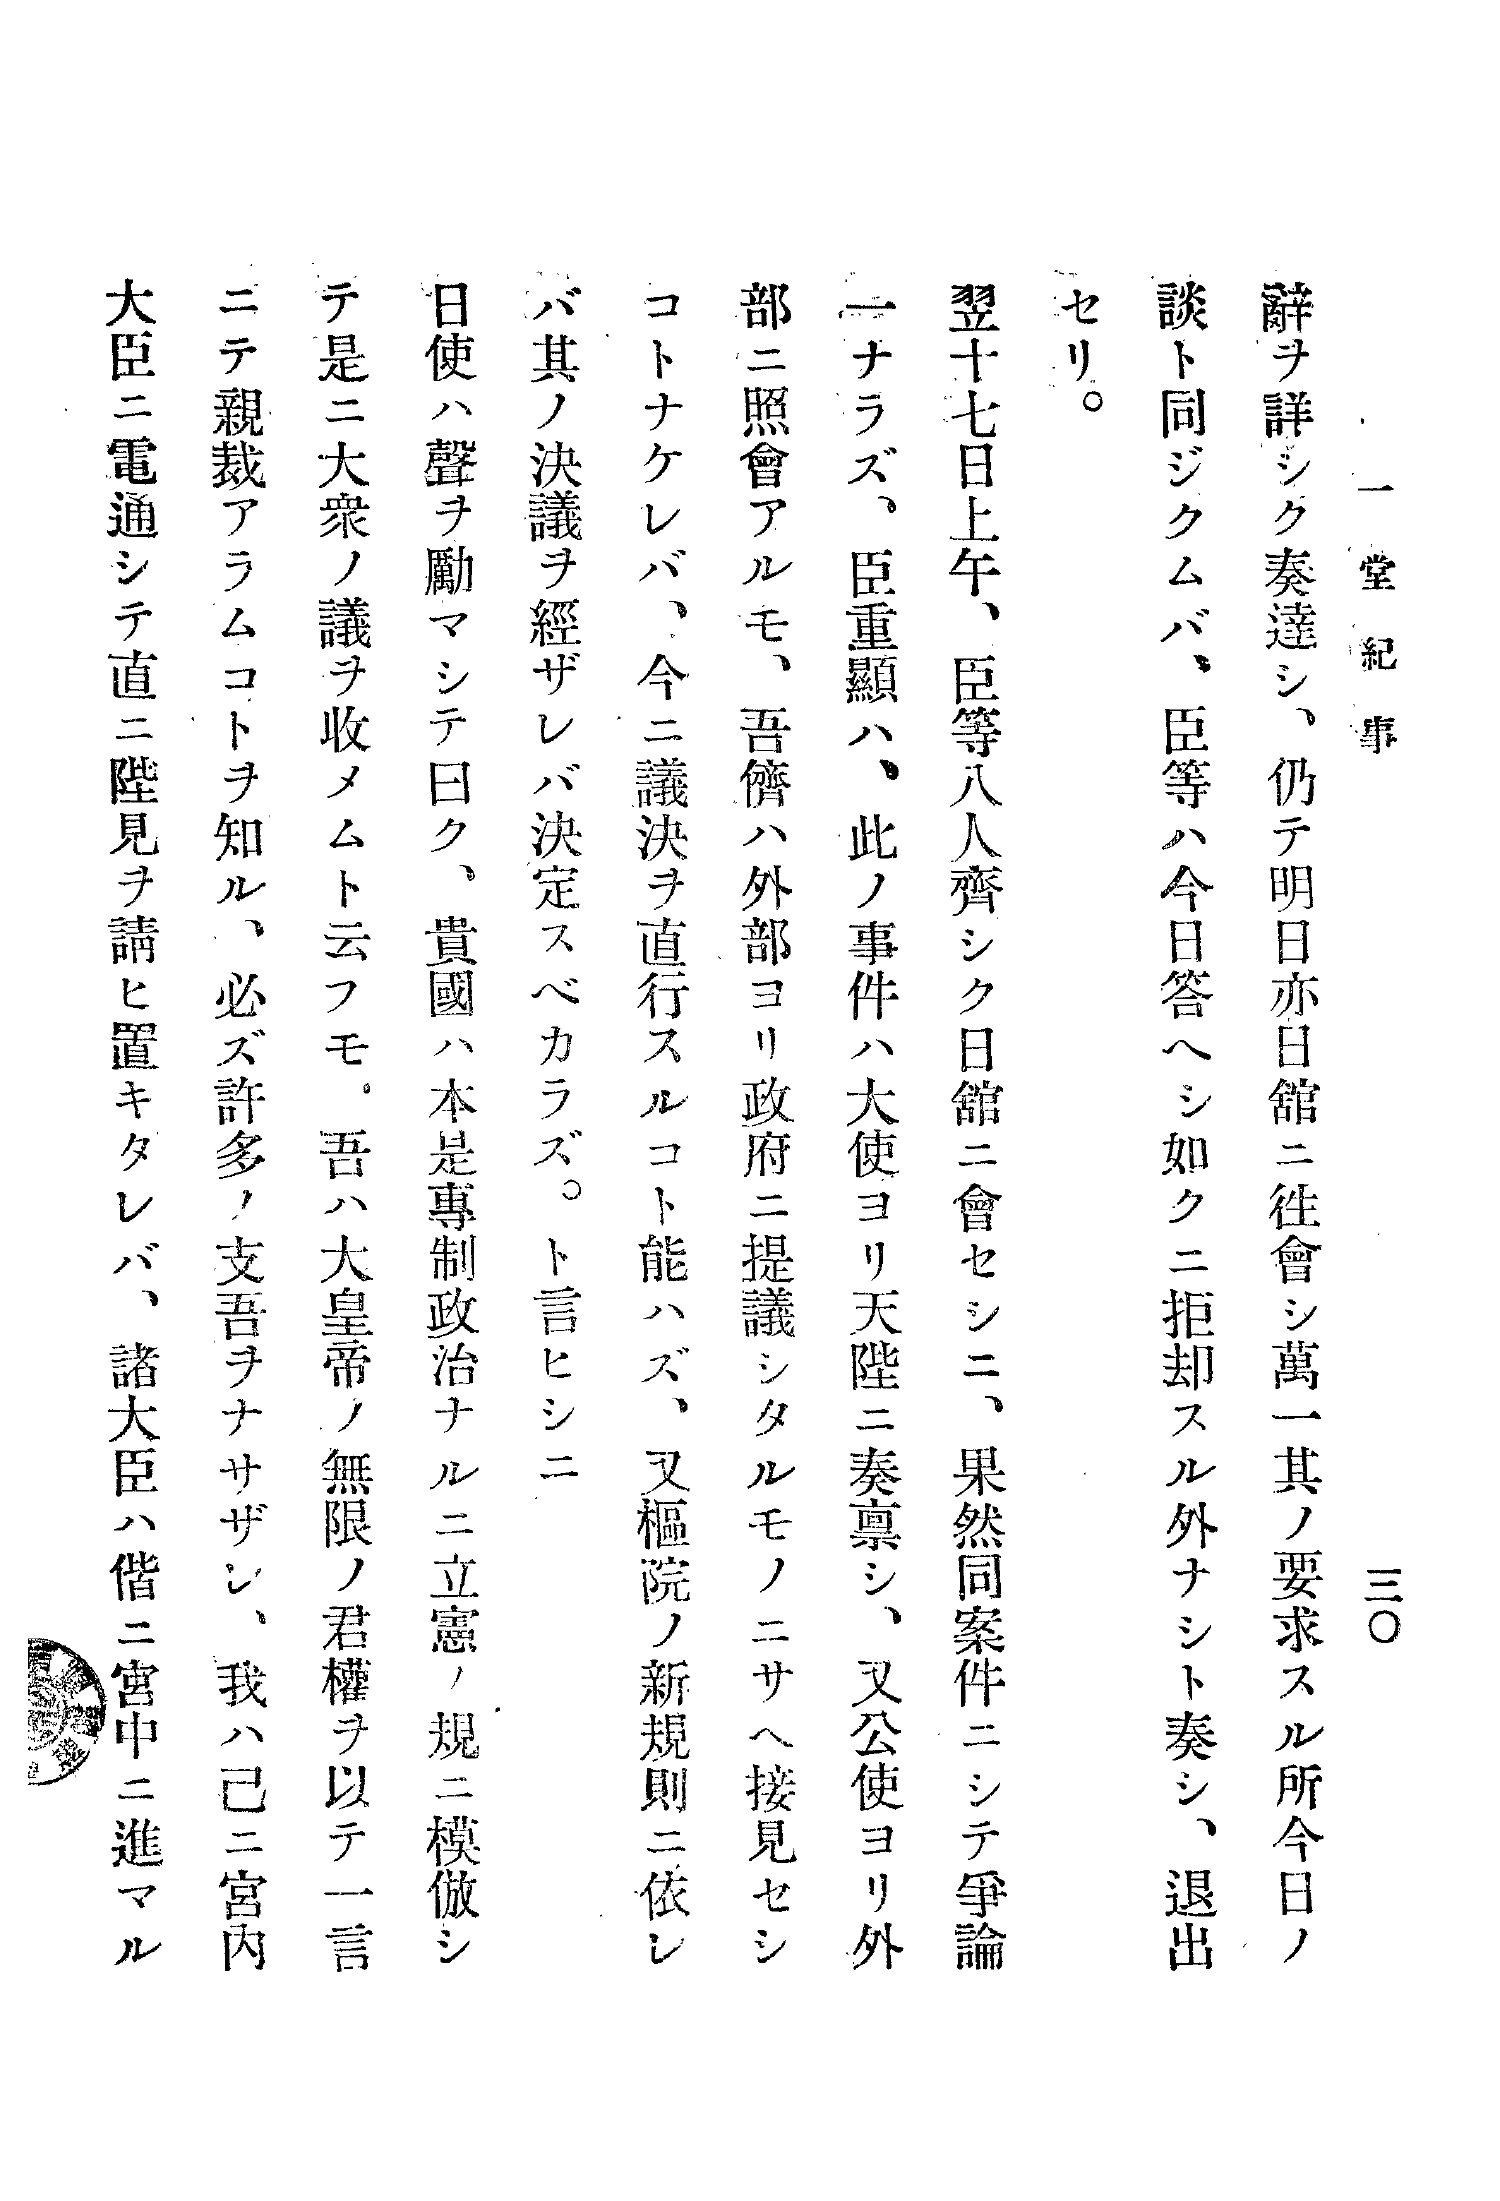 一堂紀事
三〇
辭ヲ詳シク奏達シ、仍テ明日亦日舘ニ徃會シ萬一其ノ要求スル所今日ノ
談ト同ジクムバ、臣等ハ今日答ヘシ如クニ拒却スル外ナシト奏シ、退出
セリ。
翌十七日上午、臣等八人齊シク日舘ニ會セシニ、果然同案件ニシテ爭論
一ナラズ、臣重顯ハ、此ノ事件ハ大使ヨリ天陛ニ奏禀シ、又公使ヨリ外
部ニ照會アルモ、吾儕ハ外部ヨリ政府ニ提議シタルモノニサヘ接見セシ
コトナケレバ、今ニ議決ヲ直行スルコト能ハズ、又樞院ノ新規則ニ依レ
バ其ノ決議ヲ經ザレバ決定スベカラズ。ト言ヒシニ
日使ハ聲ヲ勵マシテ曰ク、貴國ハ本是專制政治ナルニ立憲ノ規ニ模倣シ
テ是ニ大衆ノ議ヲ收メムト云フモ。吾ハ大皇帝ノ無限ノ君權ヲ以テ一言
ニテ親裁アラムコトヲ知ル、必ズ許多ノ支吾ヲナサザン、我ハ己ニ宮内
大臣ニ電通シテ直ニ陛見ヲ請ヒ置キタレバ、諸大臣ハ偕ニ宮中ニ進マル